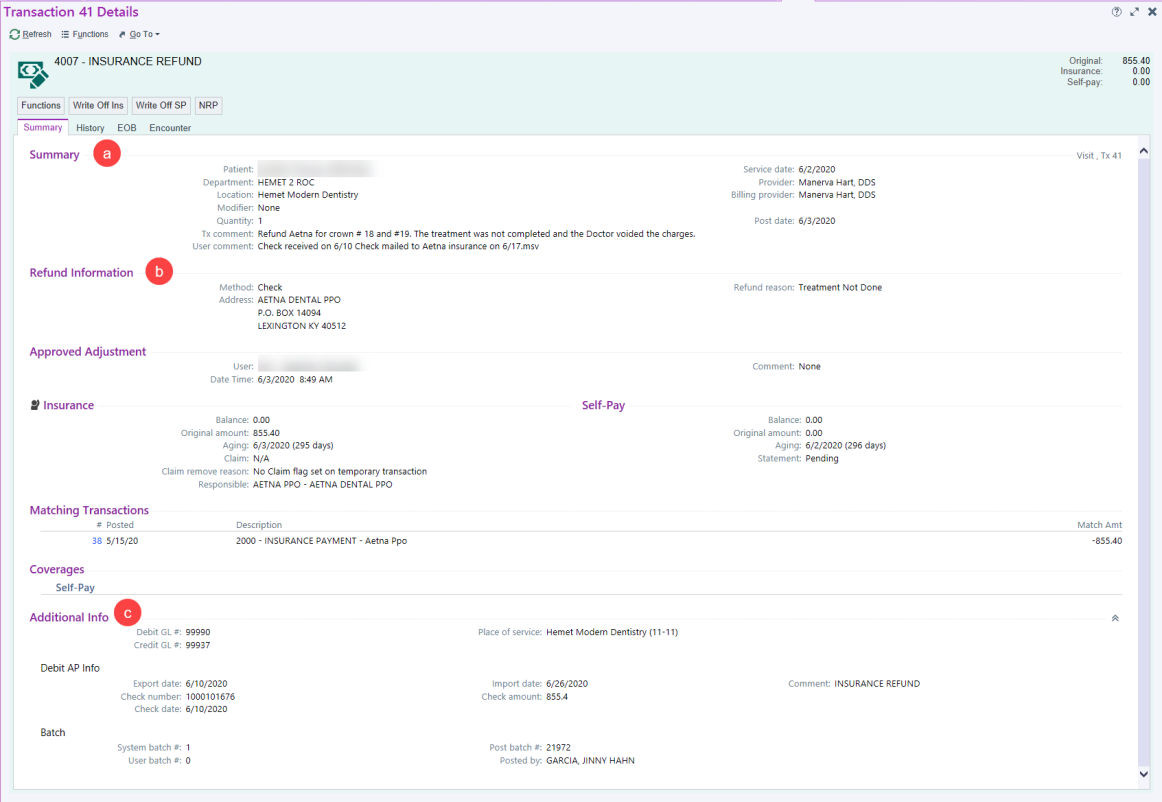 Transaction 41 Details
Refresh Functions Go To
4007 - INSURANCE REFUND
Original: 855.40
Insurance: 0.00
Self-pay: 0.00
Functions Write Off Ins Write Off SP NRP
Summary History EOB Encounter
Summary a Visit , Tx 41
Patient: Service date: 6/2/2020
Department: HEMET 2 ROC Provider: Manerva Hart, DDS
Location: Hemet Modern Dentistry Billing provider: Manerva Hart, DDS
Modifier: None
Quantity: 1 Post date: 6/3/2020
Tx comment: Refund Aetna for crown # 18 and #19. The treatment was not completed and the Doctor voided the charges.
User comment: Check received on 6/10 Check mailed to Aetna insurance on 6/17.msv
Refund Information b
Method: Check Refund reason: Treatment Not Done
Address: AETNA DENTAL PPO
P.O. BOX 14094
LEXINGTON KY 40512
Approved Adjustment
User: Comment: None
Date Time: 6/3/2020 8:49 AM
Insurance Self-Pay
Balance: 0.00 Balance: 0.00
Original amount: 855.40 Original amount: 0.00
Aging: 6/3/2020 (295 days) Aging: 6/2/2020 (296 days)
Claim: N/A Statement: Pending
Claim remove reason: No Claim flag set on temporary transaction
Responsible: AETNA PPO - AETNA DENTAL PPO
Matching Transactions
# Posted Description Match Amt
38 5/15/20 2000 - INSURANCE PAYMENT - Aetna Ppo -855.40
Coverages
Self-Pay
Additional Info c
Debit GL #: 99990 Place of service: Hemet Modern Dentistry (11-11)
Credit GL #: 99937
Debit AP Info
Export date: 6/10/2020 Import date: 6/26/2020 Comment: INSURANCE REFUND
Check number: 1000101676 Check amount: 855.4
Check date: 6/10/2020
Batch
System batch #: 1 Post batch #: 21972
User batch #: 0 Posted by: GARCIA, JINNY HAHN